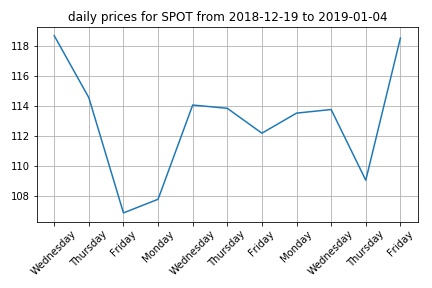 daily prices for SPOT from 2018-12-19 to 2019-01-04
118
116
114
112
110
108
Wednesday
Thursday
Friday
Monday
Wednesday
Thursday
Friday
Monday
Wednesday
Thursday
Friday